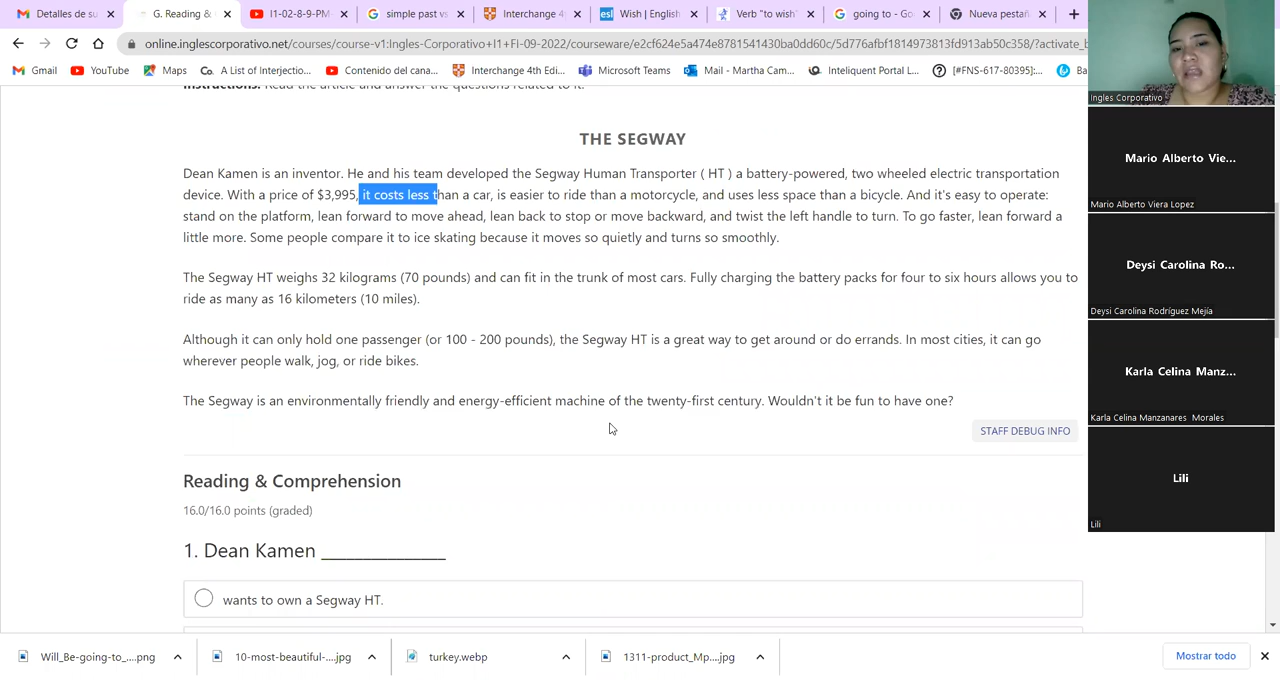 Detalles de su
G. Reading &
I1-02-8-9-PM-
simple past vs
Interchange 4
Wish | English
Verb "to wish"
going to - Go
Nueva pestañ
online.inglescorporativo.net/courses/course-v1:Ingles-Corporativo+I1+FI-09-2022/courseware/e2cf624e5a474e8781541430ba0dd60c/5d776afbf1814973813fd913ab50c358/?activate_b
Gmail
YouTube
Maps
A List of Interjectio...
Contenido del cana...
Interchange 4th Edi...
Microsoft Teams
Mail - Martha Cam...
Inteliquent Portal L...
[#FNS-617-80395]:...
Ba
Instructions: Read the article and answer the questions related to it.
THE SEGWAY
Dean Kamen is an inventor. He and his team developed the Segway Human Transporter ( HT ) a battery-powered, two wheeled electric transportation
device. With a price of $3,995, it costs less than a car, is easier to ride than a motorcycle, and uses less space than a bicycle. And it's easy to operate:
stand on the platform, lean forward to move ahead, lean back to stop or move backward, and twist the left handle to turn. To go faster, lean forward a
little more. Some people compare it to ice skating because it moves so quietly and turns so smoothly.
The Segway HT weighs 32 kilograms (70 pounds) and can fit in the trunk of most cars. Fully charging the battery packs for four to six hours allows you to
ride as many as 16 kilometers (10 miles).
Although it can only hold one passenger (or 100 - 200 pounds), the Segway HT is a great way to get around or do errands. In most cities, it can go
wherever people walk, jog, or ride bikes.
The Segway is an environmentally friendly and energy-efficient machine of the twenty-first century. Wouldn't it be fun to have one?
STAFF DEBUG INFO
Reading & Comprehension
16.0/16.0 points (graded)
1. Dean Kamen _______________
wants to own a Segway HT.
Ingles Corporativo
Mario Alberto Vie...
Mario Alberto Viera Lopez
Deysi Carolina Ro...
Deysi Carolina Rodríguez Mejía
Karla Celina Manz...
Karla Celina Manzanares Morales
Lili
Lili
Will_Be-going-to_....png
10-most-beautiful-....jpg
turkey.webp
1311-product_Mp....jpg
Mostrar todo